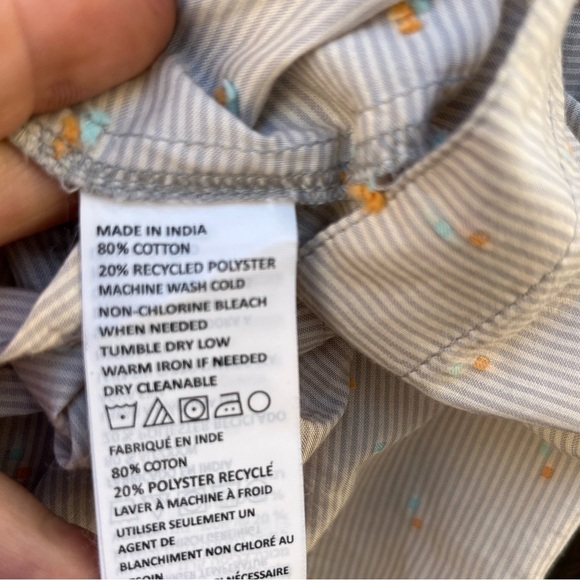 MADE IN INDIA
80% COTTON
20% RECYCLED POLYSTER
MACHINE WASH COLD
NON-CHLORINE BLEACH
WHEN NEEDED
TUMBLE DRY LOW
WARM IRON IF NEEDED
DRY CLEANABLE
FABRIQUÉ EN INDE
80% COTON
20% POLYSTER RECYCLÉ
LAVER À MACHINE À FROID
UTILISER SEULEMENT UN
AGENT DE
BLANCHIMENT NON CHLORÉ AU
NÉCESSAIRE